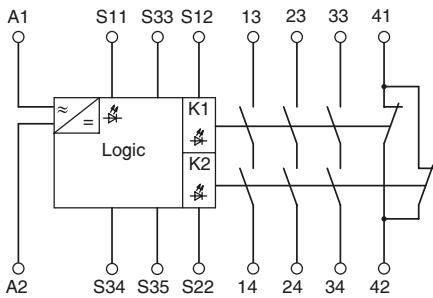 A1 S11 S33 S12 13 23 33 41
≈
=
K1
Logic
K2
A2 S34 S35 S22 14 24 34 42